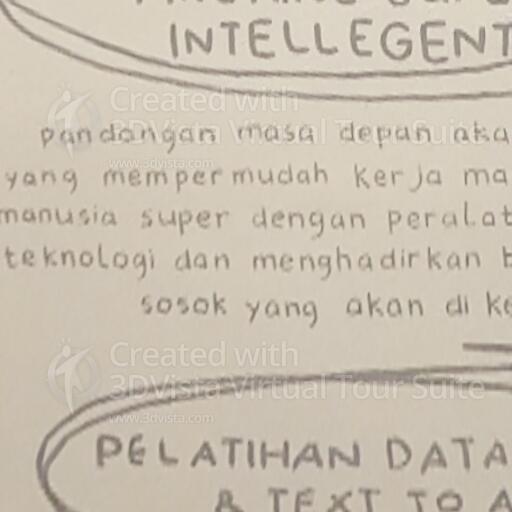 INTELLEGENT
Created with
3DVista Virtual Tour Suite
www.3dvista.com
pandangan masa depan aka
yang mempermudah kerja ma
manusia super dengan peralat
teknologi dan menghadirkan b
sosok yang akan di ke
Created with
3DVista Virtual Tour Suite
www.3dvista.com
PELATIHAN DATA
& TEXT TO A